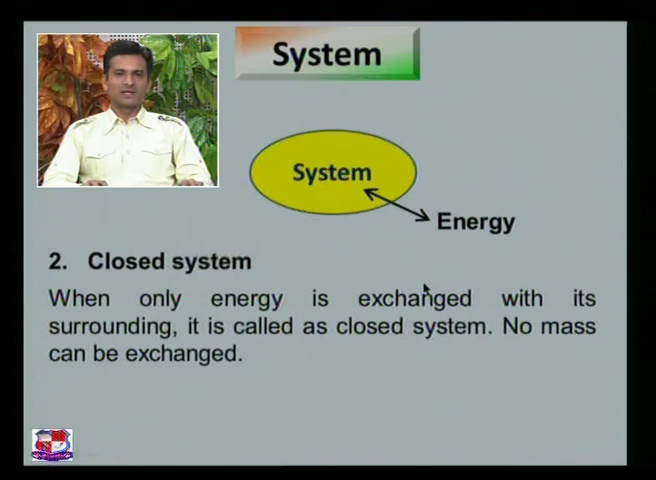 System
System
Energy
2. Closed system
When only energy is exchanged with its
surrounding, it is called as closed system. No mass
can be exchanged.